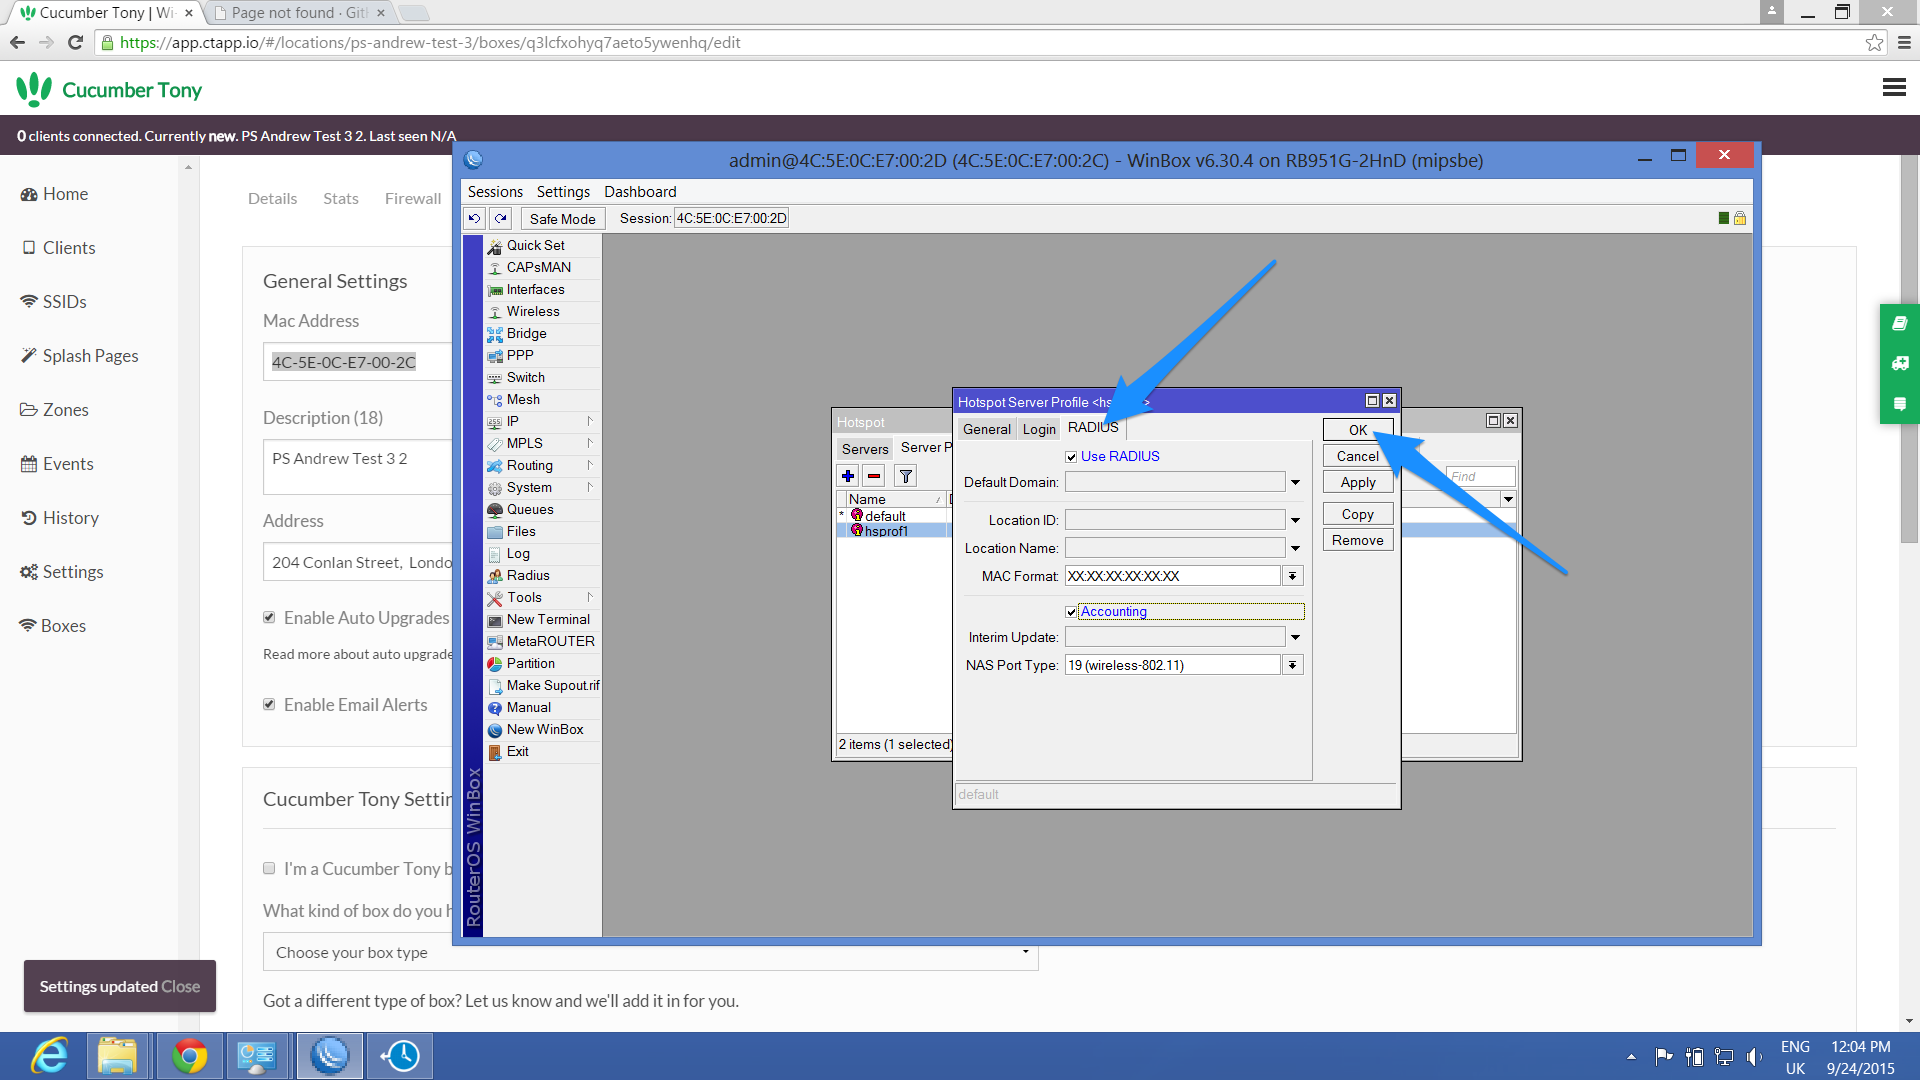 Cucumber Tony | Wi-
Page not found · Gitl
https://app.ctapp.io/#/locations/ps-andrew-test-3/boxes/q3lcfxohyq7aeto5ywenhq/edit
Cucumber Tony
0 clients connected. Currently new. PS Andrew Test 3 2. Last seen N/A
Home
Clients
SSIDs
Splash Pages
Zones
Events
History
Settings
Boxes
Details Stats Firewall
General Settings
Mac Address
4C-5E-0C-E7-00-2C
Description (18)
PS Andrew Test 3 2
Address
204 Conlan Street, Londo
Enable Auto Upgrades
Read more about auto upgrade
Enable Email Alerts
Cucumber Tony Settin
I'm a Cucumber Tony b
What kind of box do you h
Choose your box type
Got a different type of box? Let us know and we'll add it in for you.
Settings updated Close
admin@4C:5E:0C:E7:00:2D (4C:5E:0C:E7:00:2C) - WinBox v6.30.4 on RB951G-2HnD (mipsbe)
Sessions Settings Dashboard
Safe Mode Session: 4C:5E:0C:E7:00:2D
RouterOS WinBox
Quick Set
CAPsMAN
Interfaces
Wireless
Bridge
PPP
Switch
Mesh
IP
MPLS
Routing
System
Queues
Files
Log
Radius
Tools
New Terminal
MetaROUTER
Partition
Make Supout.rif
Manual
New WinBox
Exit
Hotspot
Servers Server P
Find
Name
* default
hsprof1
2 items (1 selected)
Hotspot Server Profile <hs
General Login RADIUS
Use RADIUS
Default Domain:
Location ID:
Location Name:
MAC Format: XX:XX:XX:XX:XX:XX
Accounting
Interim Update:
NAS Port Type: 19 (wireless-802.11)
default
OK
Cancel
Apply
Copy
Remove
ENG 12:04 PM
UK 9/24/2015